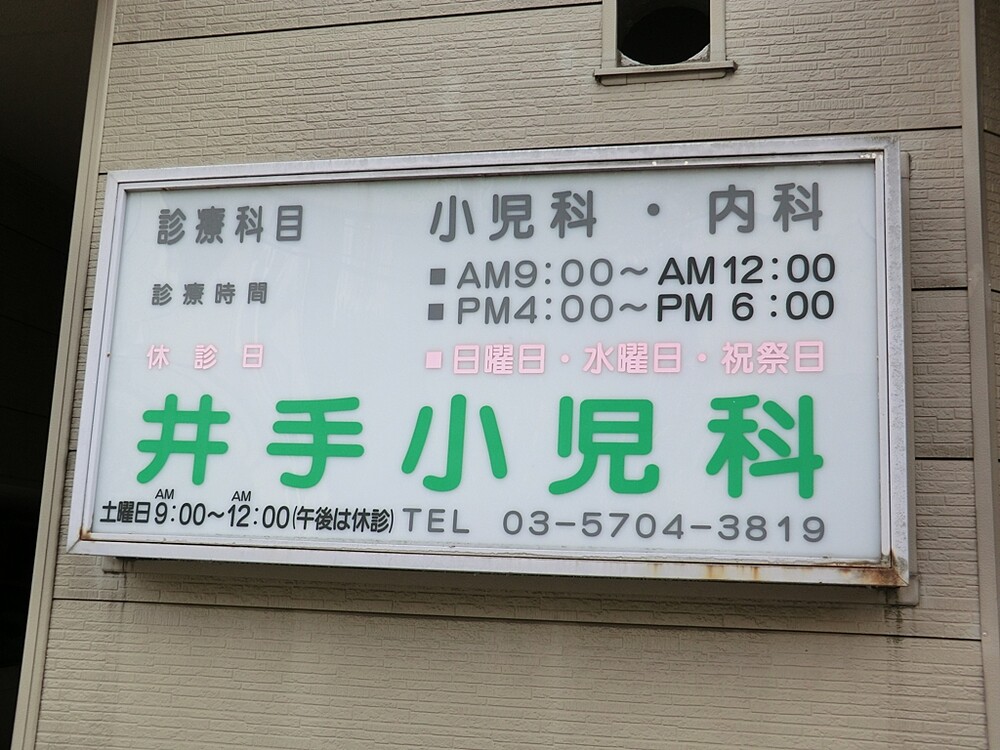 診療科目 小児科・内科
診療時間 ■AM9:00〜AM12:00
■PM4:00〜PM6:00
休診日 ■日曜日・水曜日・祝祭日
井手小児科
土曜日AM9:00〜AM12:00(午後は休診) TEL 03-5704-3819